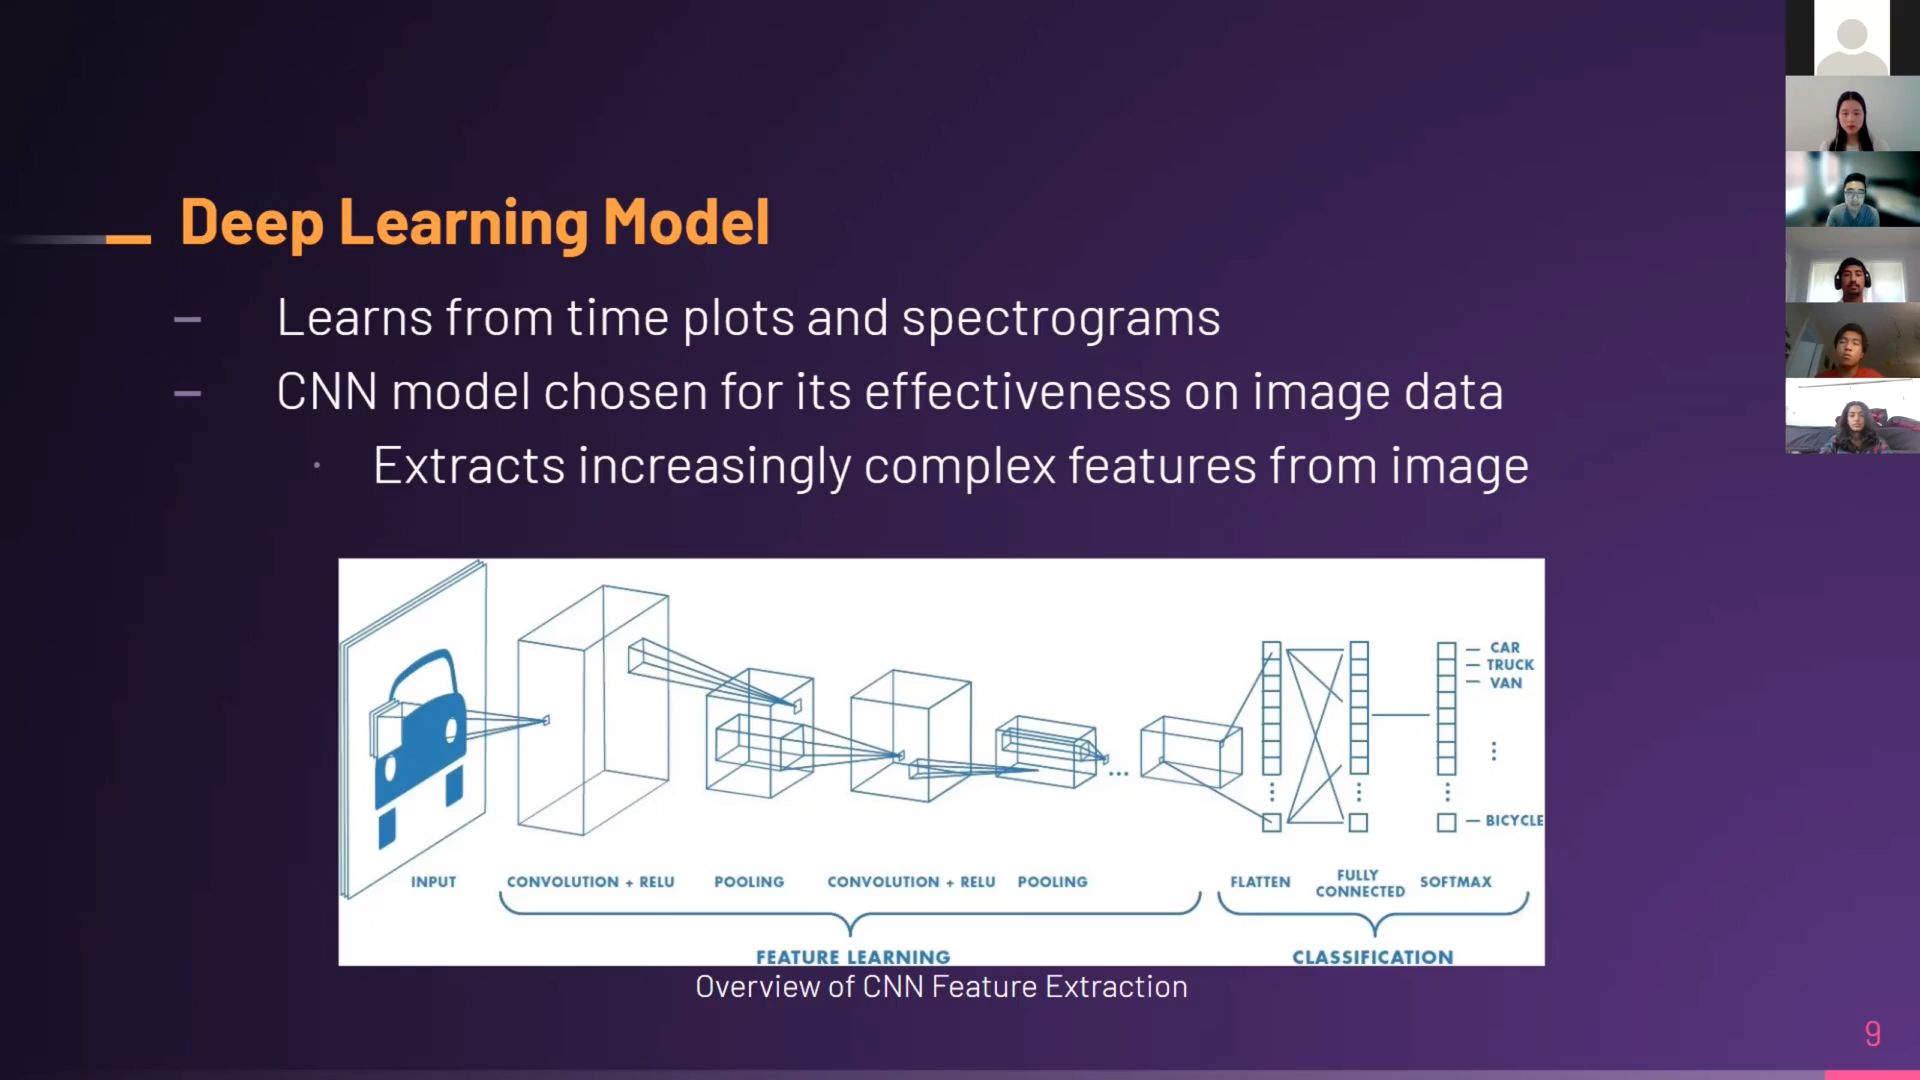 Deep Learning Model
– Learns from time plots and spectrograms
– CNN model chosen for its effectiveness on image data
· Extracts increasingly complex features from image
CAR
TRUCK
VAN
BICYCLE
INPUT
CONVOLUTION + RELU
POOLING
CONVOLUTION + RELU
POOLING
FLATTEN
FULLY
CONNECTED
SOFTMAX
FEATURE LEARNING
CLASSIFICATION
Overview of CNN Feature Extraction
9